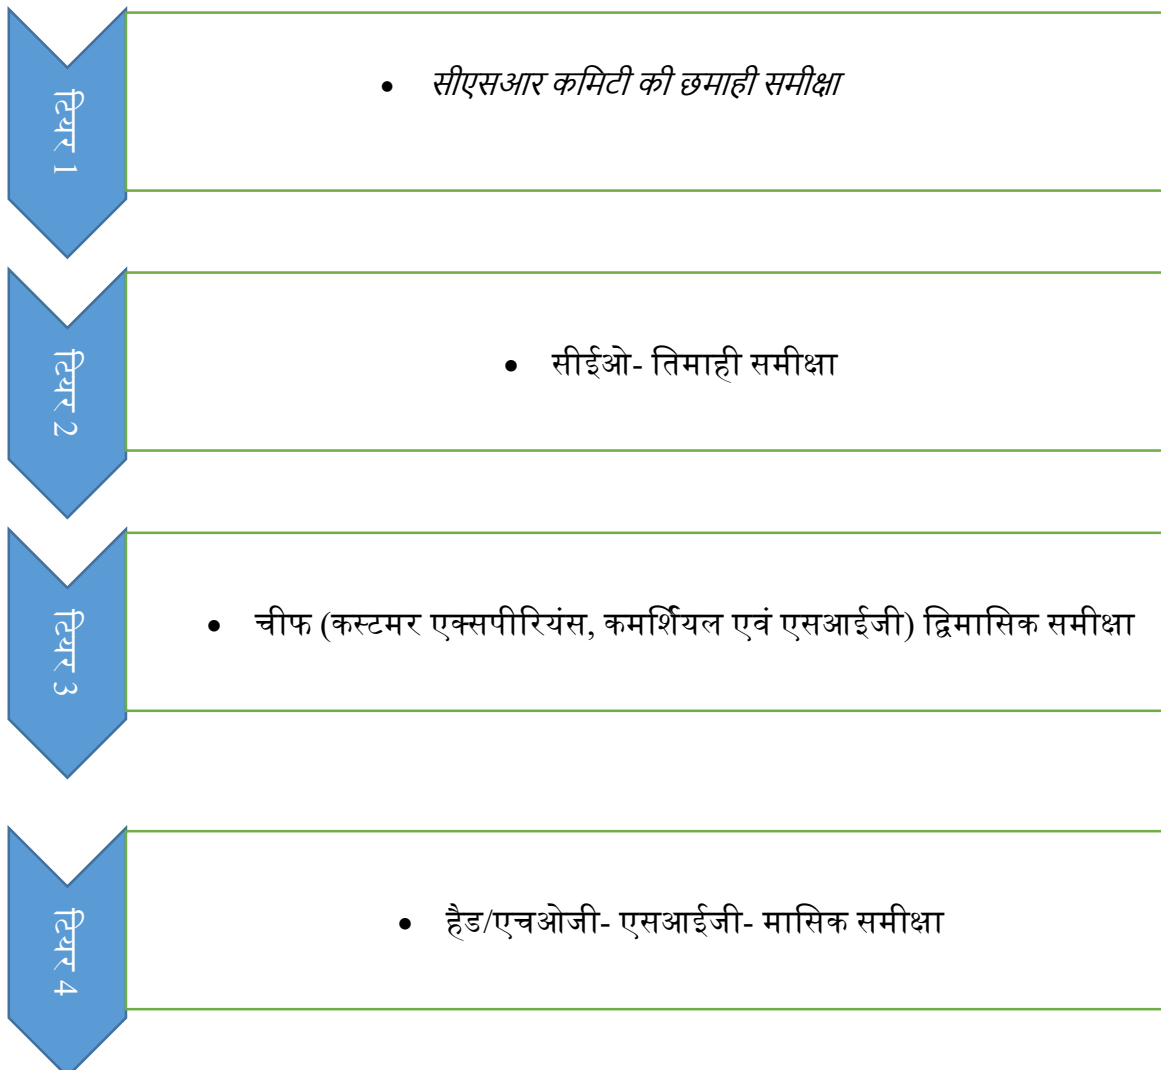 टियर 1
• सीएसआर कमिटी की छमाही समीक्षा
टियर 2
• सीईओ- तिमाही समीक्षा
टियर 3
• चीफ (कस्टमर एक्सपीरियंस, कमर्शियल एवं एसआईजी) द्विमासिक समीक्षा
टियर 4
• हैड/एचओजी- एसआईजी- मासिक समीक्षा